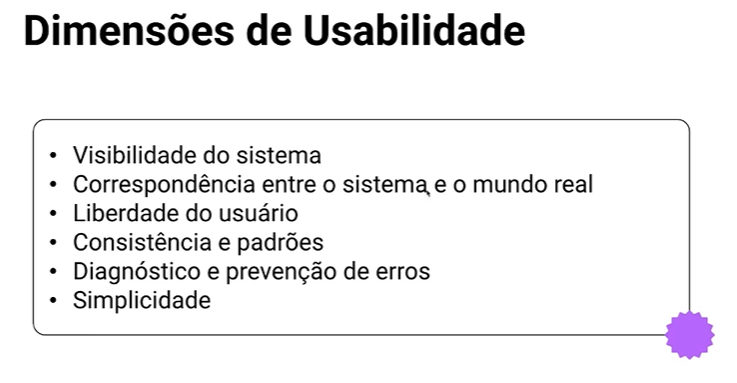 Dimensões de Usabilidade
• Visibilidade do sistema
• Correspondência entre o sistema e o mundo real
• Liberdade do usuário
• Consistência e padrões
• Diagnóstico e prevenção de erros
• Simplicidade